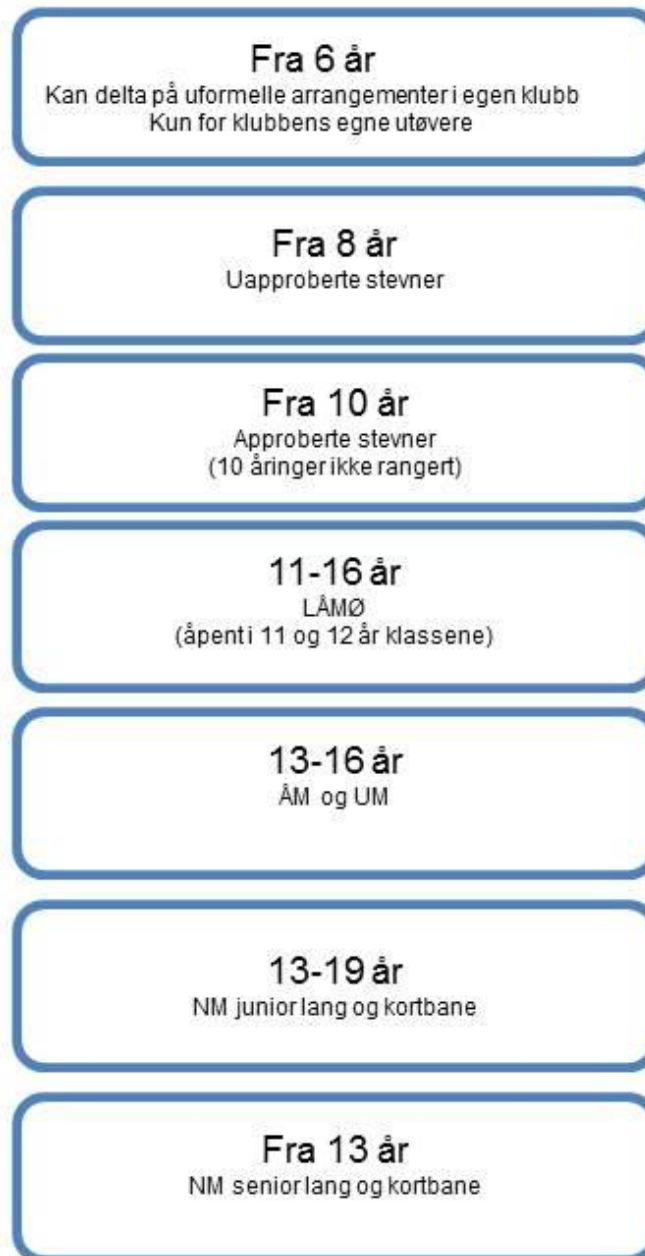 Fra 6 år
Kan delta på uformelle arrangementer i egen klubb
Kun for klubbens egne utøvere
Fra 8 år
Uapproberte stevner
Fra 10 år
Approberte stevner
(10 åringer ikke rangert)
11-16 år
LÅMØ
(åpent i 11 og 12 år klassene)
13-16 år
ÅM og UM
13-19 år
NM junior lang og kortbane
Fra 13 år
NM senior lang og kortbane